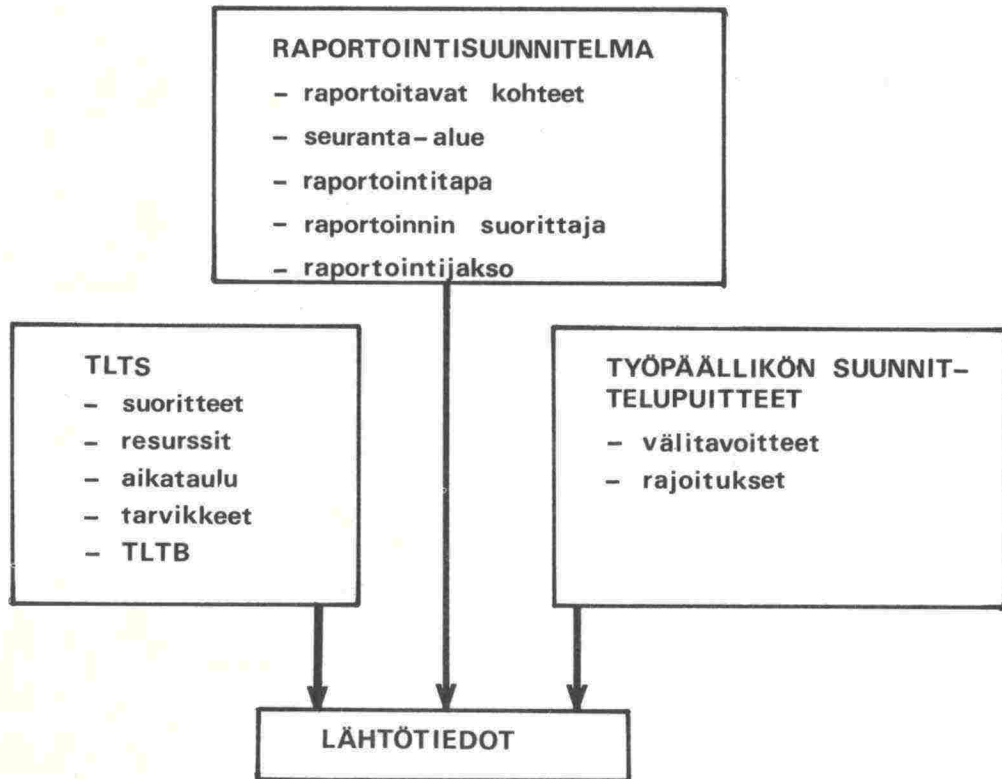 RAPORTOINTISUUNNITELMA
– raportoitavat kohteet
– seuranta-alue
– raportointitapa
– raportoinnin suorittaja
– raportointijakso
TLTS
– suoritteet
– resurssit
– aikataulu
– tarvikkeet
– TLTB
TYÖPÄÄLLIKÖN SUUNNIT–
TELUPUITTEET
– välitavoitteet
– rajoitukset
LÄHTÖTIEDOT